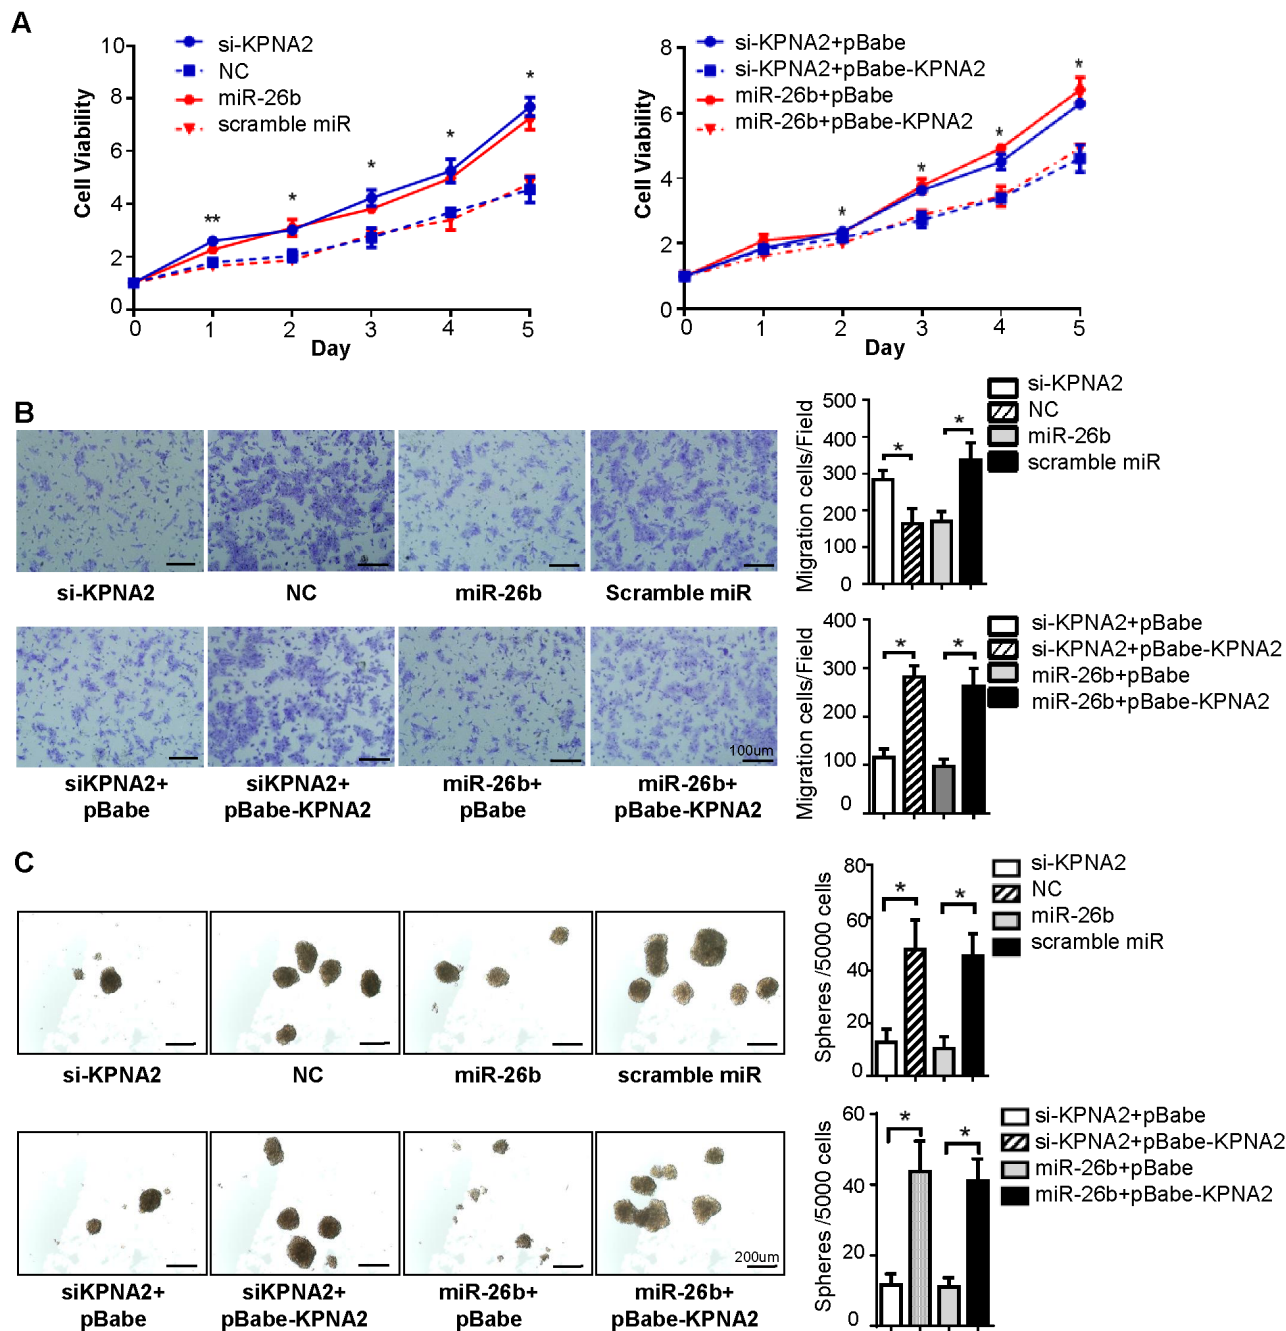 A
10
8
6
4
2
0
Cell Viability
0 1 2 3 4 5
Day
si-KPNA2
NC
miR-26b
scramble miR
**
*
*
*
*
8
6
4
2
0
Cell Viability
0 1 2 3 4 5
Day
si-KPNA2+pBabe
si-KPNA2+pBabe-KPNA2
miR-26b+pBabe
miR-26b+pBabe-KPNA2
*
*
*
*
B
si-KPNA2 NC miR-26b Scramble miR
500
400
300
200
100
0
Migration cells/Field
*
*
si-KPNA2
NC
miR-26b
scramble miR
100um
siKPNA2+ siKPNA2+ miR-26b+ miR-26b+
pBabe pBabe-KPNA2 pBabe pBabe-KPNA2
400
300
200
100
0
Migration cells/Field
*
*
si-KPNA2+pBabe
si-KPNA2+pBabe-KPNA2
miR-26b+pBabe
miR-26b+pBabe-KPNA2
C
si-KPNA2 NC miR-26b scramble miR
80
60
40
20
0
Spheres /5000 cells
*
*
si-KPNA2
NC
miR-26b
scramble miR
200um
siKPNA2+ siKPNA2+ miR-26b+ miR-26b+
pBabe pBabe-KPNA2 pBabe pBabe-KPNA2
60
40
20
0
Spheres /5000 cells
*
*
si-KPNA2+pBabe
si-KPNA2+pBabe-KPNA2
miR-26b+pBabe
miR-26b+pBabe-KPNA2